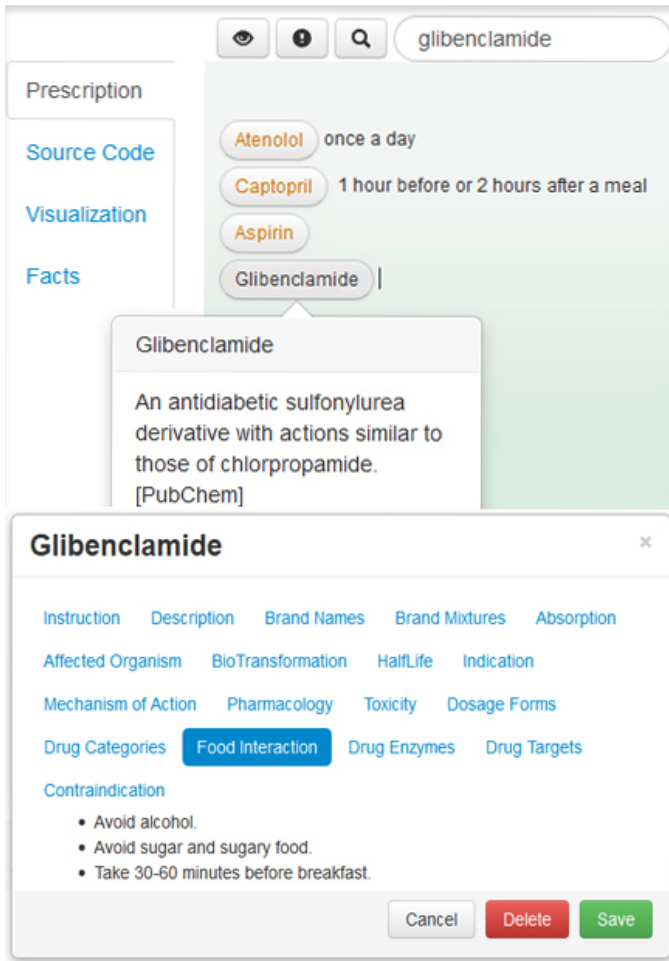 glibenclamide
Prescription
Source Code
Visualization
Facts
Atenolol once a day
Captopril 1 hour before or 2 hours after a meal
Aspirin
Glibenclamide
Glibenclamide
An antidiabetic sulfonylurea
derivative with actions similar to
those of chlorpropamide.
[PubChem]
Glibenclamide ×
Instruction Description Brand Names Brand Mixtures Absorption
Affected Organism BioTransformation HalfLife Indication
Mechanism of Action Pharmacology Toxicity Dosage Forms
Drug Categories Food Interaction Drug Enzymes Drug Targets
Contraindication
• Avoid alcohol.
• Avoid sugar and sugary food.
• Take 30-60 minutes before breakfast.
Cancel Delete Save